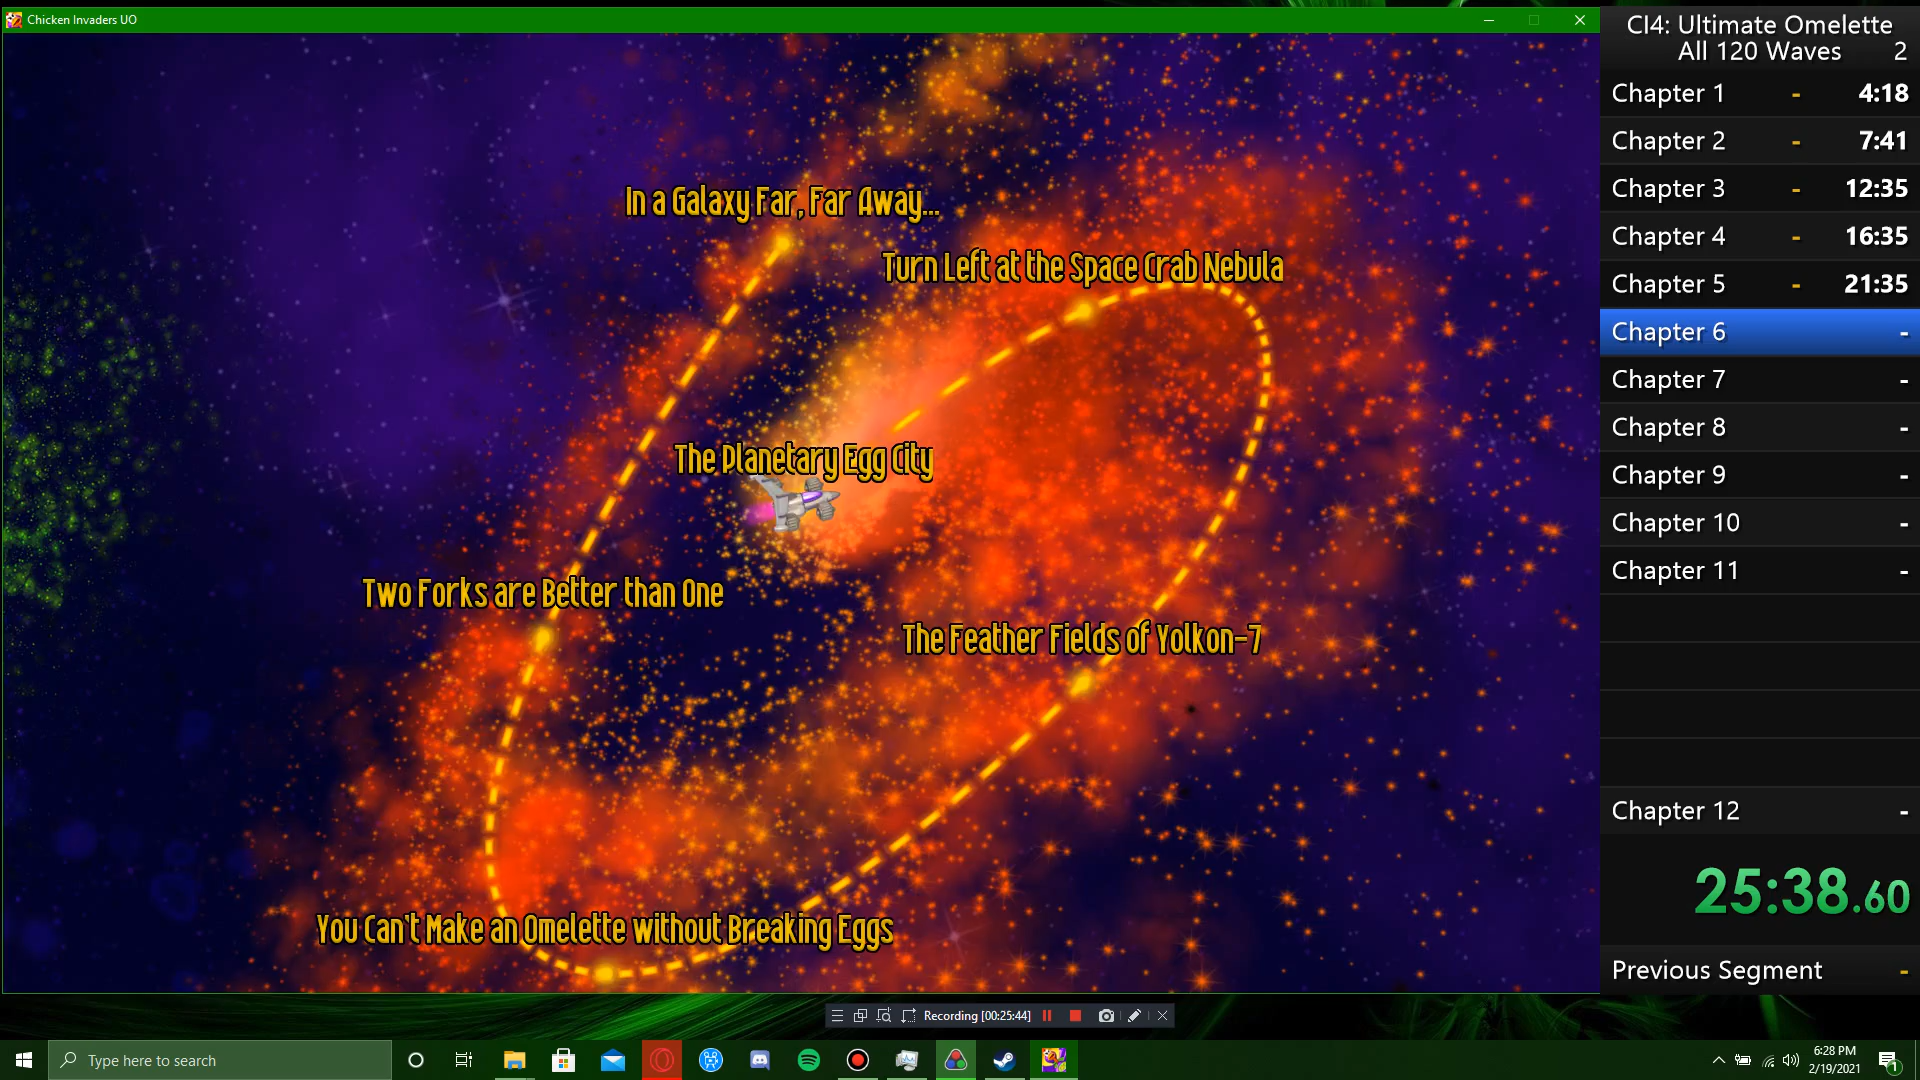 Chicken Invaders UO
In a Galaxy Far, Far Away...
Turn Left at the Space Crab Nebula
The Planetary Egg City
Two Forks are Better than One
The Feather Fields of Yolkon-7
You Can't Make an Omelette without Breaking Eggs
CI4: Ultimate Omelette
All 120 Waves 2
Chapter 1 - 4:18
Chapter 2 - 7:41
Chapter 3 - 12:35
Chapter 4 - 16:35
Chapter 5 - 21:35
Chapter 6 -
Chapter 7 -
Chapter 8 -
Chapter 9 -
Chapter 10 -
Chapter 11 -
Chapter 12 -
25:38.60
Previous Segment -
Recording [00:25:44]
Type here to search
6:28 PM
2/19/2021
1